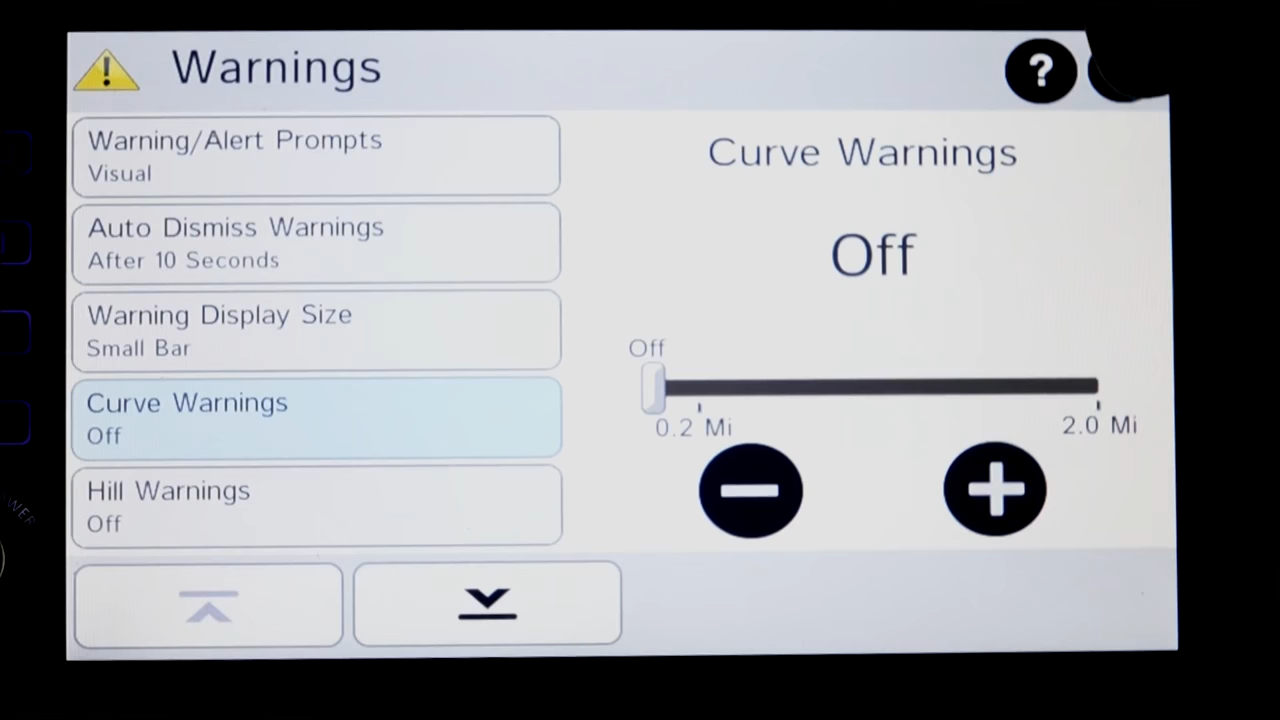 Warnings
?
Warning/Alert Prompts
Visual
Auto Dismiss Warnings
After 10 Seconds
Warning Display Size
Small Bar
Curve Warnings
Off
Hill Warnings
Off
Curve Warnings
Off
Off
0.2 Mi
2.0 Mi